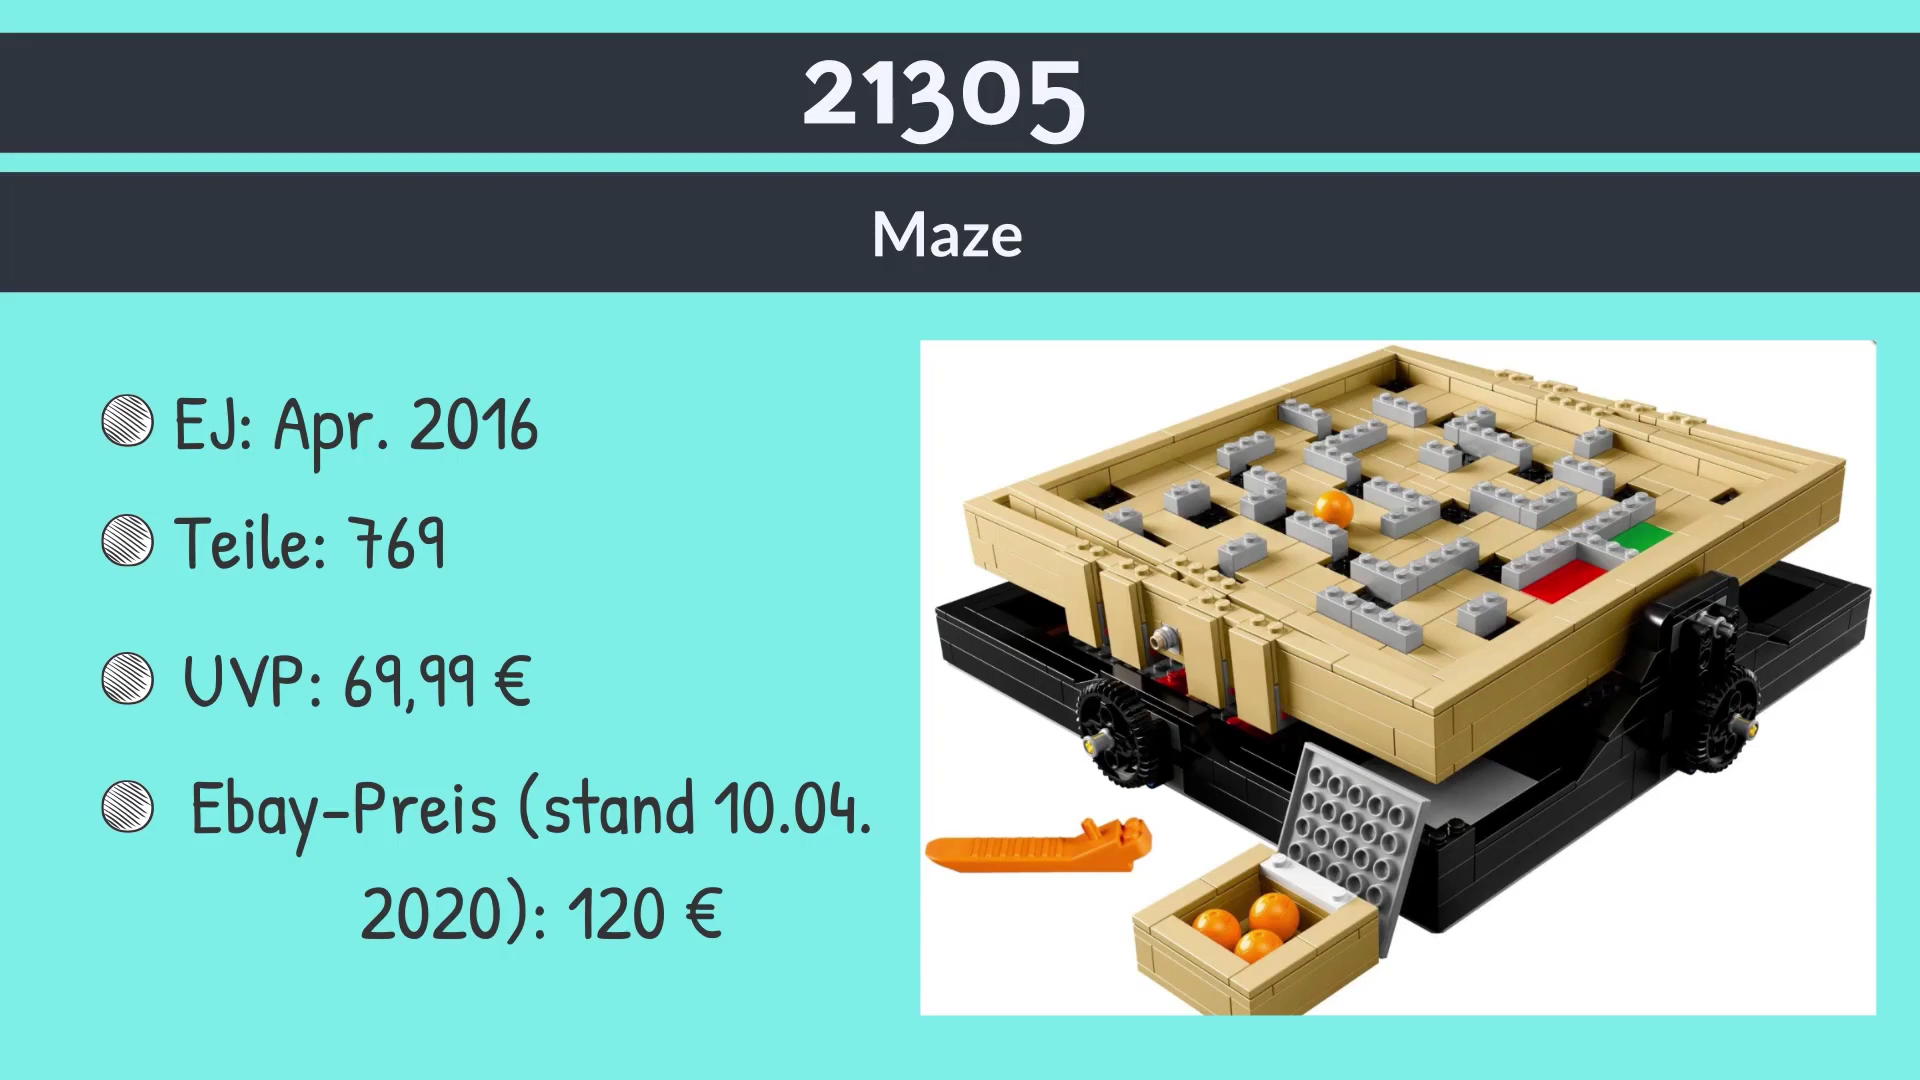 21305
Maze
EJ: Apr. 2016
Teile: 769
UVP: 69,99 €
Ebay-Preis (stand 10.04.
2020): 120 €